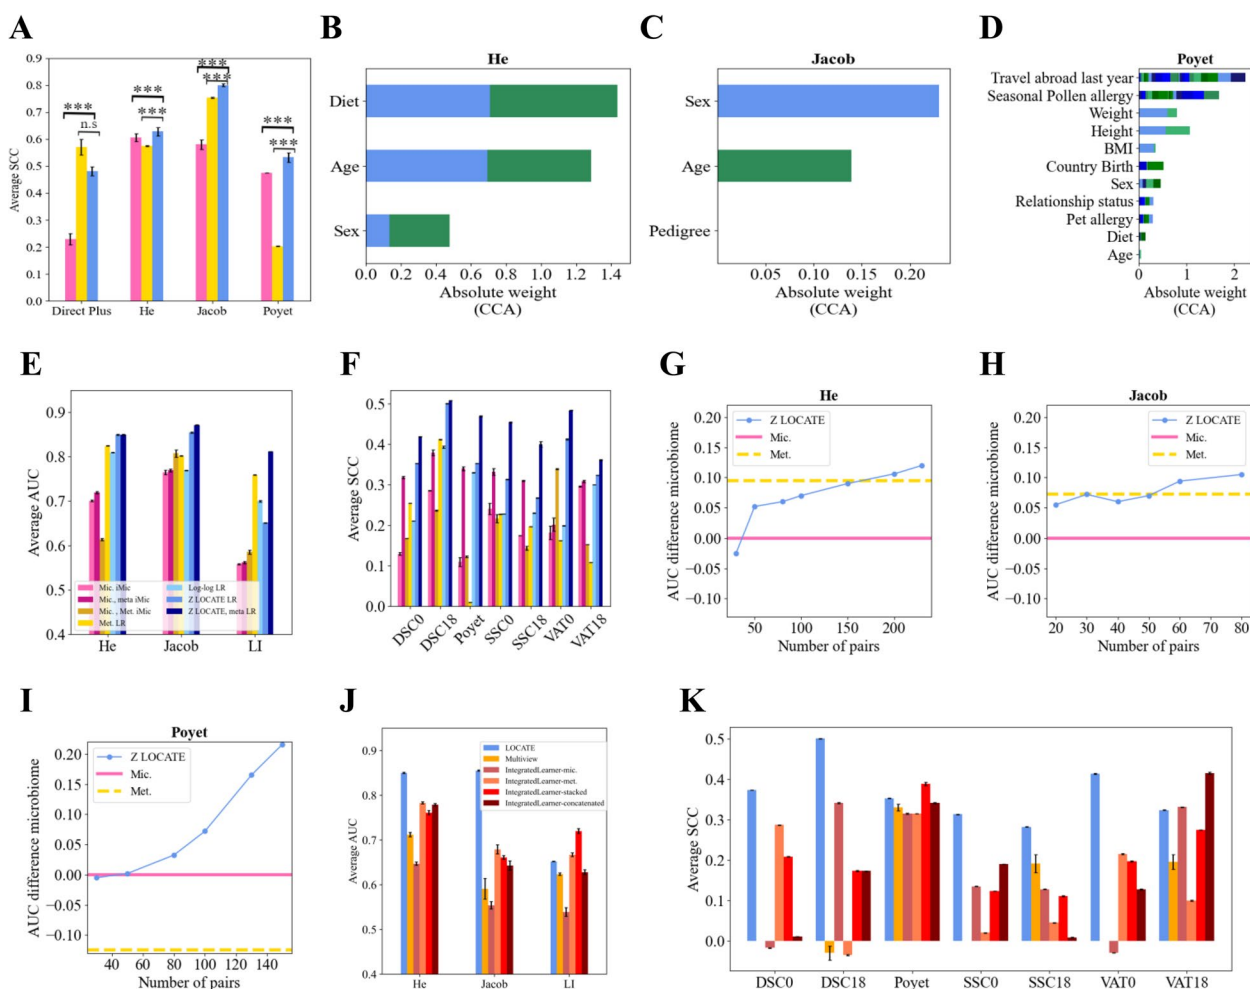 A
Average SCC
0.9
0.8
0.7
0.6
0.5
0.4
0.3
0.2
0.1
0.0
***
n.s
***
***
***
***
***
***
Direct Plus
He
Jacob
Poyet
B
He
Diet
Age
Sex
0.0 0.2 0.4 0.6 0.8 1.0 1.2 1.4
Absolute weight
(CCA)
C
Jacob
Sex
Age
Pedigree
0.05 0.10 0.15 0.20
Absolute weight
(CCA)
D
Poyet
Travel abroad last year
Seasonal Pollen allergy
Weight
Height
BMI
Country Birth
Sex
Relationship status
Pet allergy
Diet
Age
0 1 2
Absolute weight
(CCA)
E
Average AUC
0.9
0.8
0.7
0.6
0.5
0.4
Mic. iMic
Mic., meta iMic
Mic. , Met. iMic
Met. LR
Log-log LR
Z LOCATE LR
Z LOCATE, meta LR
He Jacob LI
F
Average SCC
0.5
0.4
0.3
0.2
0.1
0.0
DSC0 DSC18 Poyet SSC0 SSC18 VAT0 VAT18
G
He
AUC difference microbiome
0.20
0.15
0.10
0.05
0.00
−0.05
−0.10
Z LOCATE
Mic.
Met.
50 100 150 200
Number of pairs
H
Jacob
AUC difference microbiome
0.20
0.15
0.10
0.05
0.00
−0.05
−0.10
Z LOCATE
Mic.
Met.
20 30 40 50 60 70 80
Number of pairs
I
Poyet
AUC difference microbiome
0.20
0.15
0.10
0.05
0.00
−0.05
−0.10
Z LOCATE
Mic.
Met.
40 60 80 100 120 140
Number of pairs
J
Average AUC
0.9
0.8
0.7
0.6
0.5
0.4
LOCATE
Multiview
IntegratedLearner-mic.
IntegratedLearner-met.
IntegratedLearner-stacked
IntegratedLearner-concatenated
He Jacob LI
K
Average SCC
0.5
0.4
0.3
0.2
0.1
0.0
DSC0 DSC18 Poyet SSC0 SSC18 VAT0 VAT18